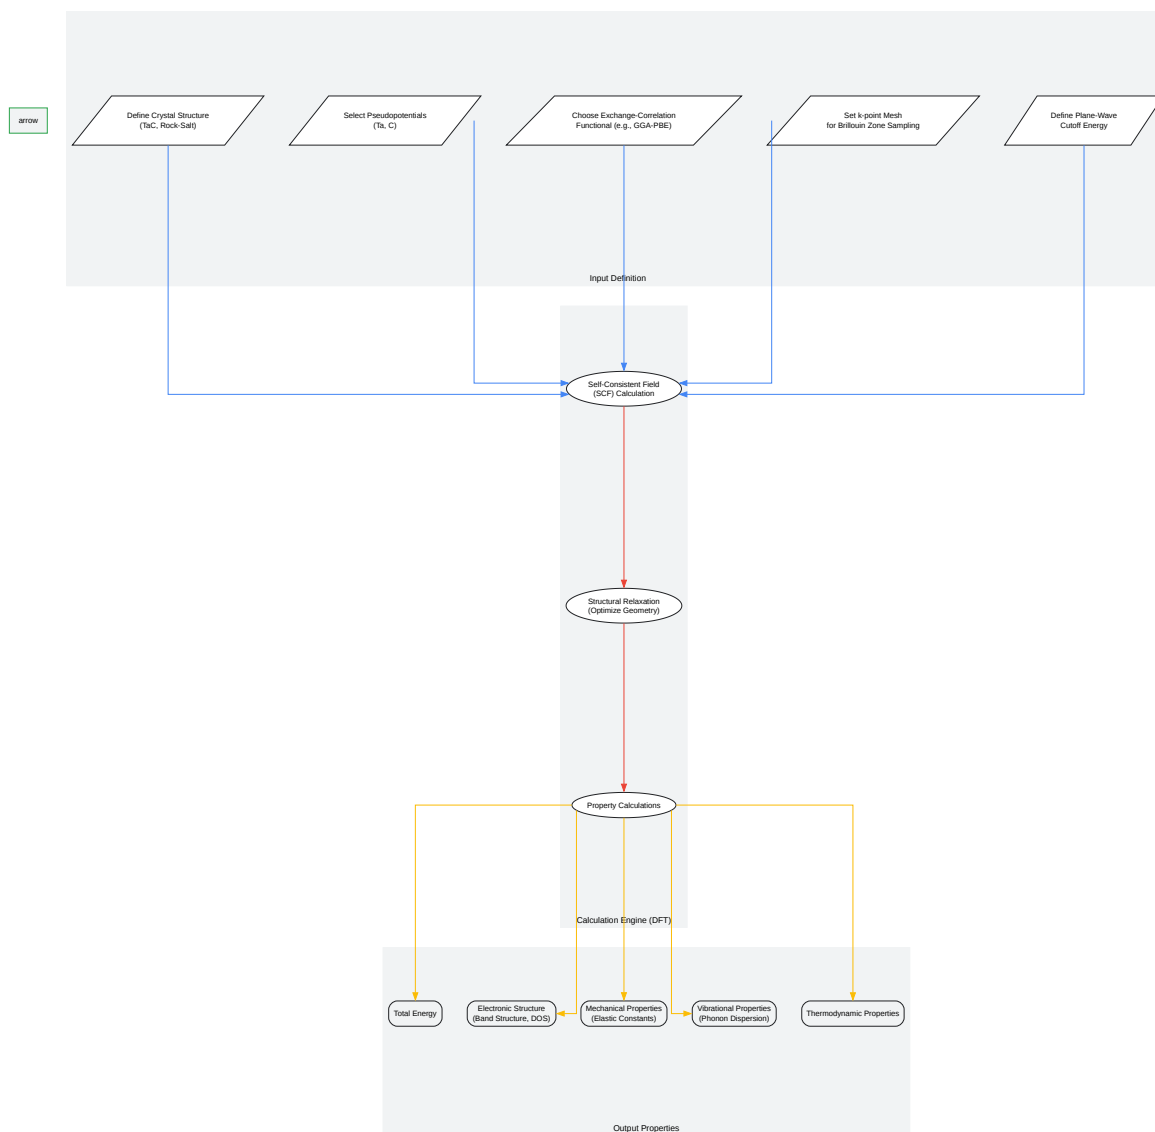 arrow
Define Crystal Structure
(TaC, Rock-Salt)
Select Pseudopotentials
(Ta, C)
Choose Exchange-Correlation
Functional (e.g., GGA-PBE)
Set k-point Mesh
for Brillouin Zone Sampling
Define Plane-Wave
Cutoff Energy
Input Definition
Self-Consistent Field
(SCF) Calculation
Structural Relaxation
(Optimize Geometry)
Property Calculations
Calculation Engine (DFT)
Total Energy
Electronic Structure
(Band Structure, DOS)
Mechanical Properties
(Elastic Constants)
Vibrational Properties
(Phonon Dispersion)
Thermodynamic Properties
Output Properties